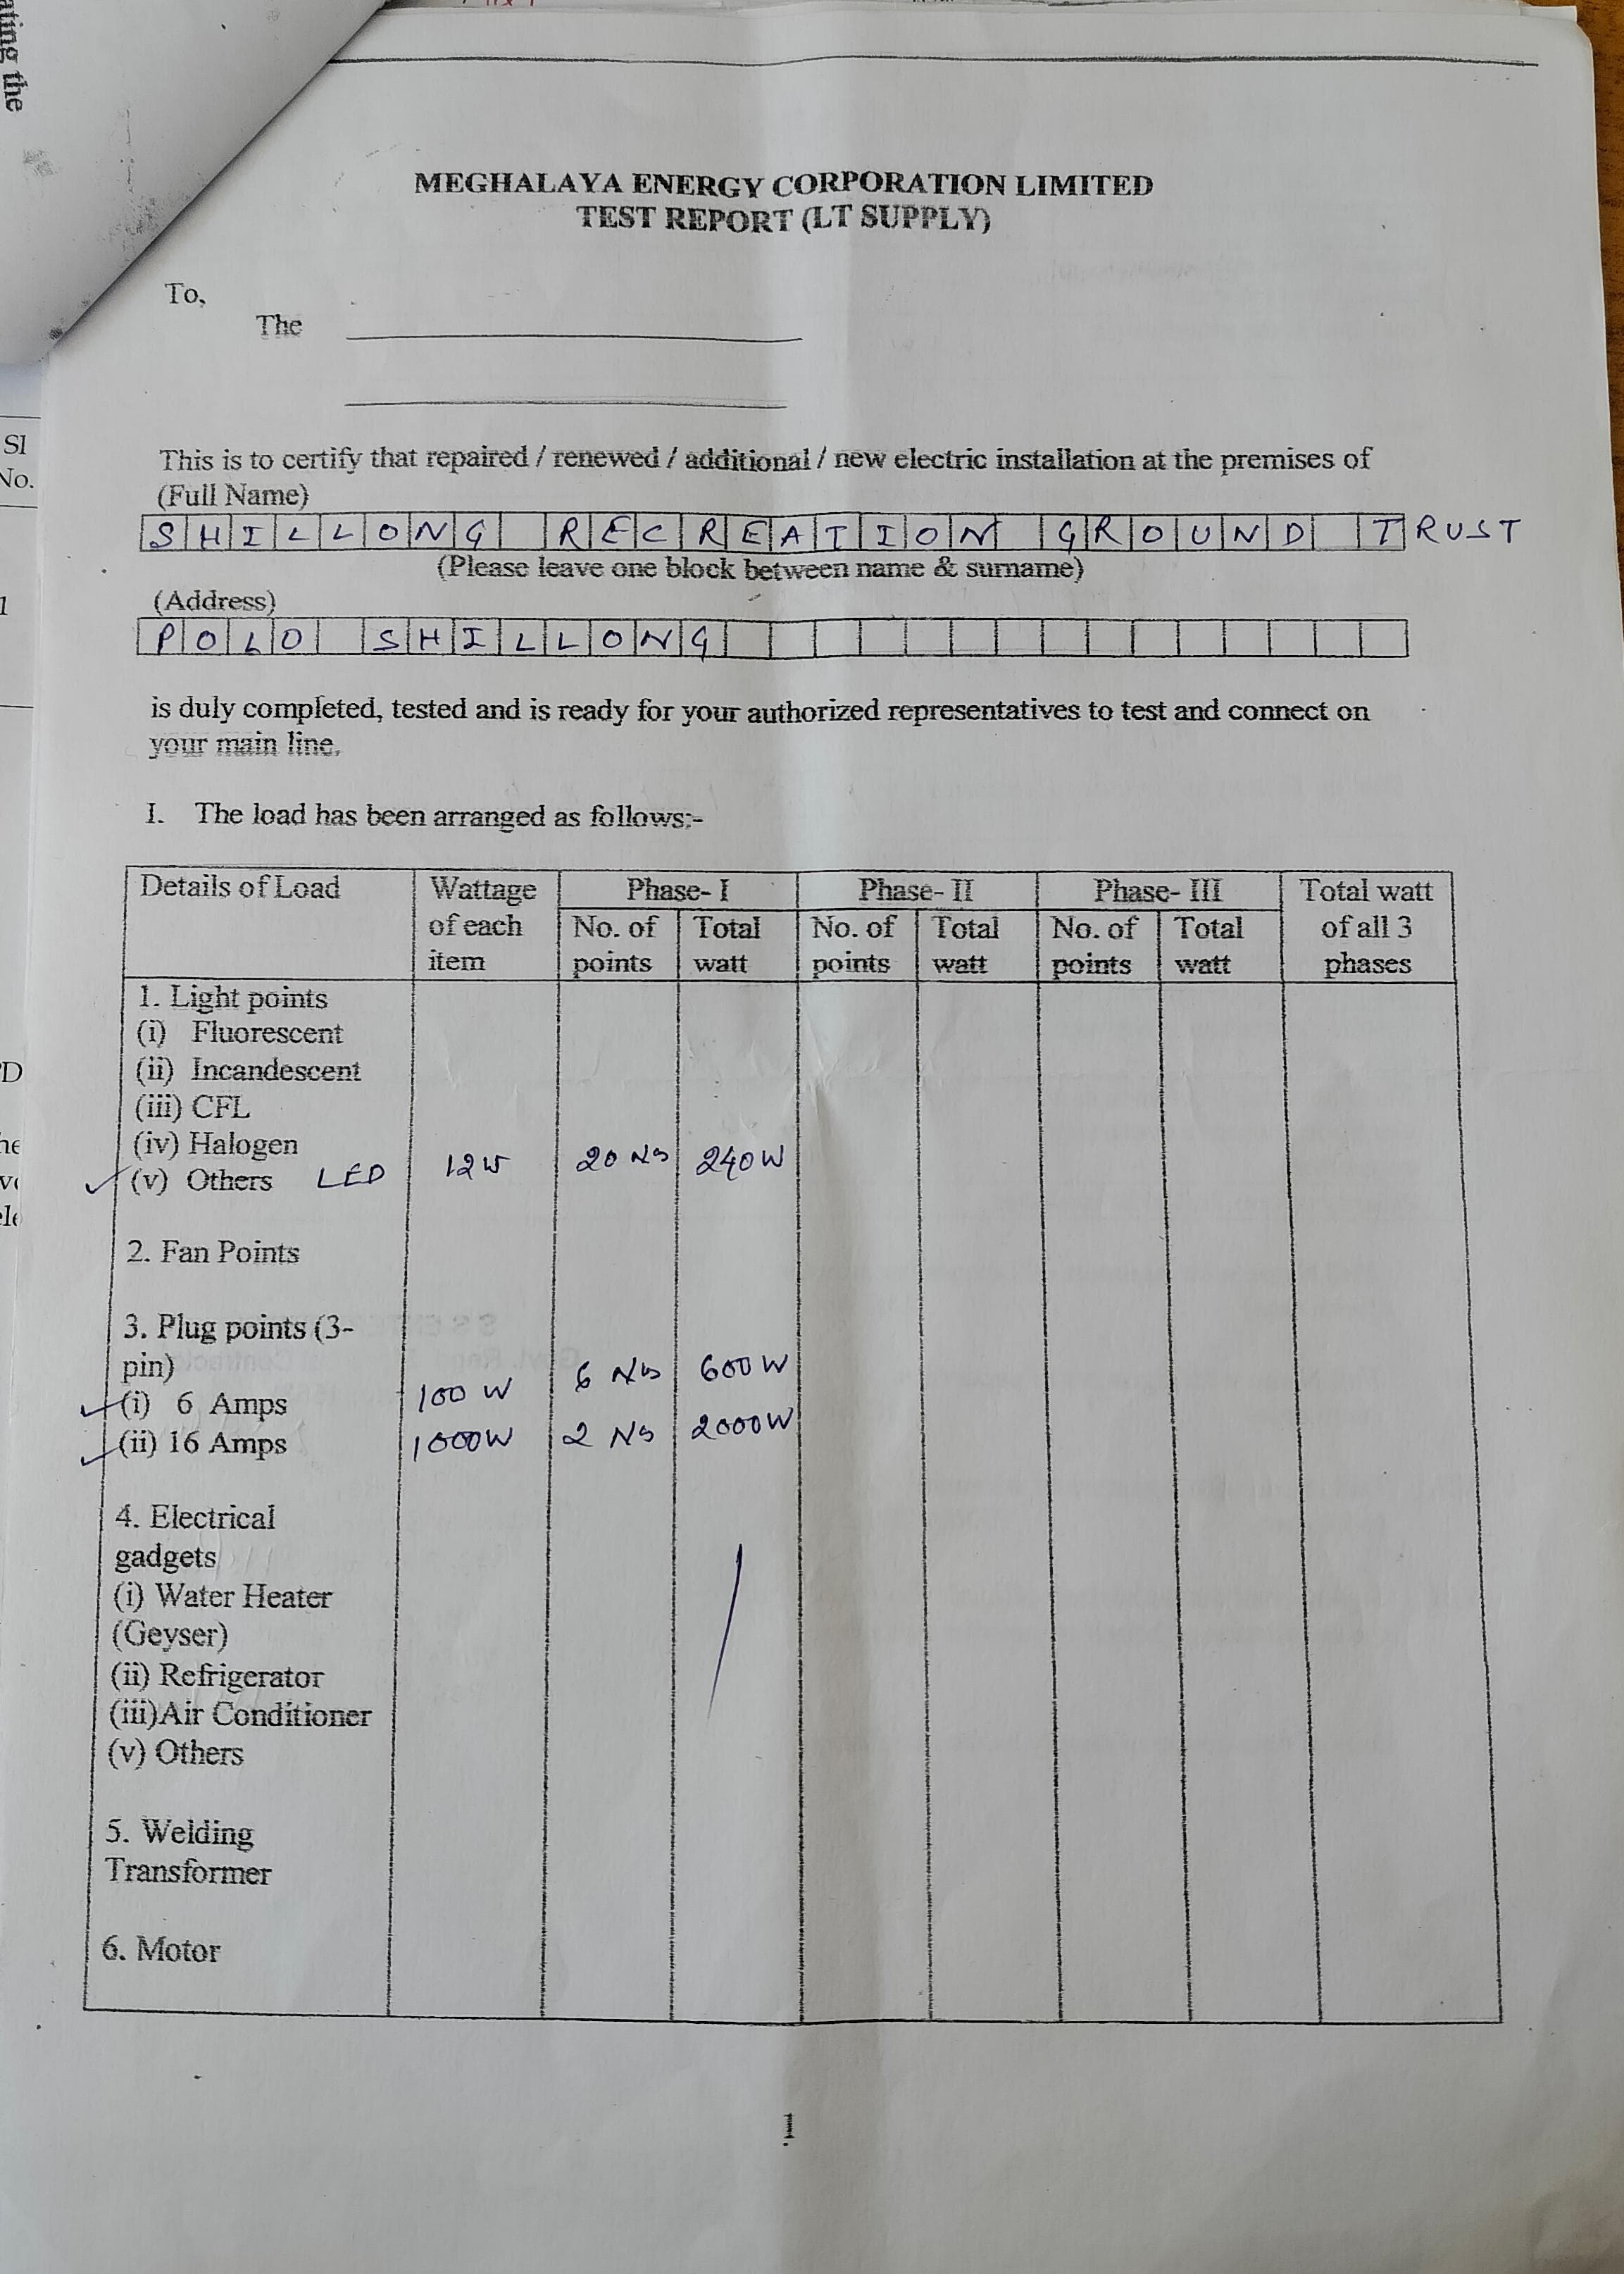 ating the
Sl
No.
1
MEGHALAYA ENERGY CORPORATION LIMITED
TEST REPORT (LT SUPPLY)
To,
The
This is to certify that repaired / renewed / additional / new electric installation at the premises of
(Full Name)
SHILLONG RECREATION GROUND TRUST
(Please leave one block between name & surname)
(Address)
POLO SHILLONG
is duly completed, tested and is ready for your authorized representatives to test and connect on
your main line.
I. The load has been arranged as follows:-
Details of Load Wattage of each item Phase- I Phase- II Phase- III Total watt of all 3 phases
No. of points Total watt No. of points Total watt No. of points Total watt
1. Light points
(i) Fluorescent
(ii) Incandescent
(iii) CFL
(iv) Halogen
(v) Others LED 12W 20 Nos 240W
2. Fan Points
3. Plug points (3-
pin)
(i) 6 Amps 100 W 6 Nos 600W
(ii) 16 Amps 1000W 2 Nos 2000W
4. Electrical
gadgets
(i) Water Heater
(Geyser)
(ii) Refrigerator
(iii)Air Conditioner
(v) Others
5. Welding
Transformer
6. Motor
1